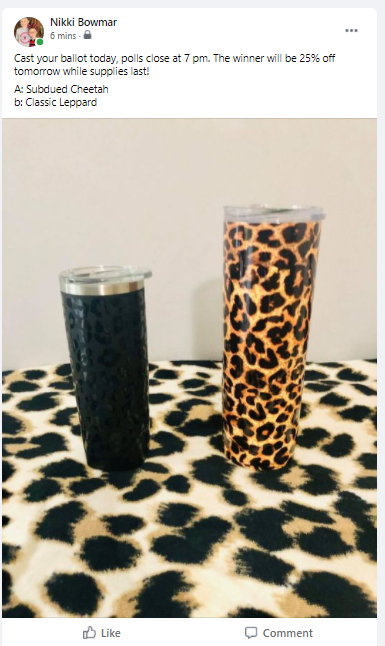 Nikki Bowmar
6 mins ·
Cast your ballot today, polls close at 7 pm. The winner will be 25% off
tomorrow while supplies last!
A: Subdued Cheetah
b: Classic Leppard
Like
Comment